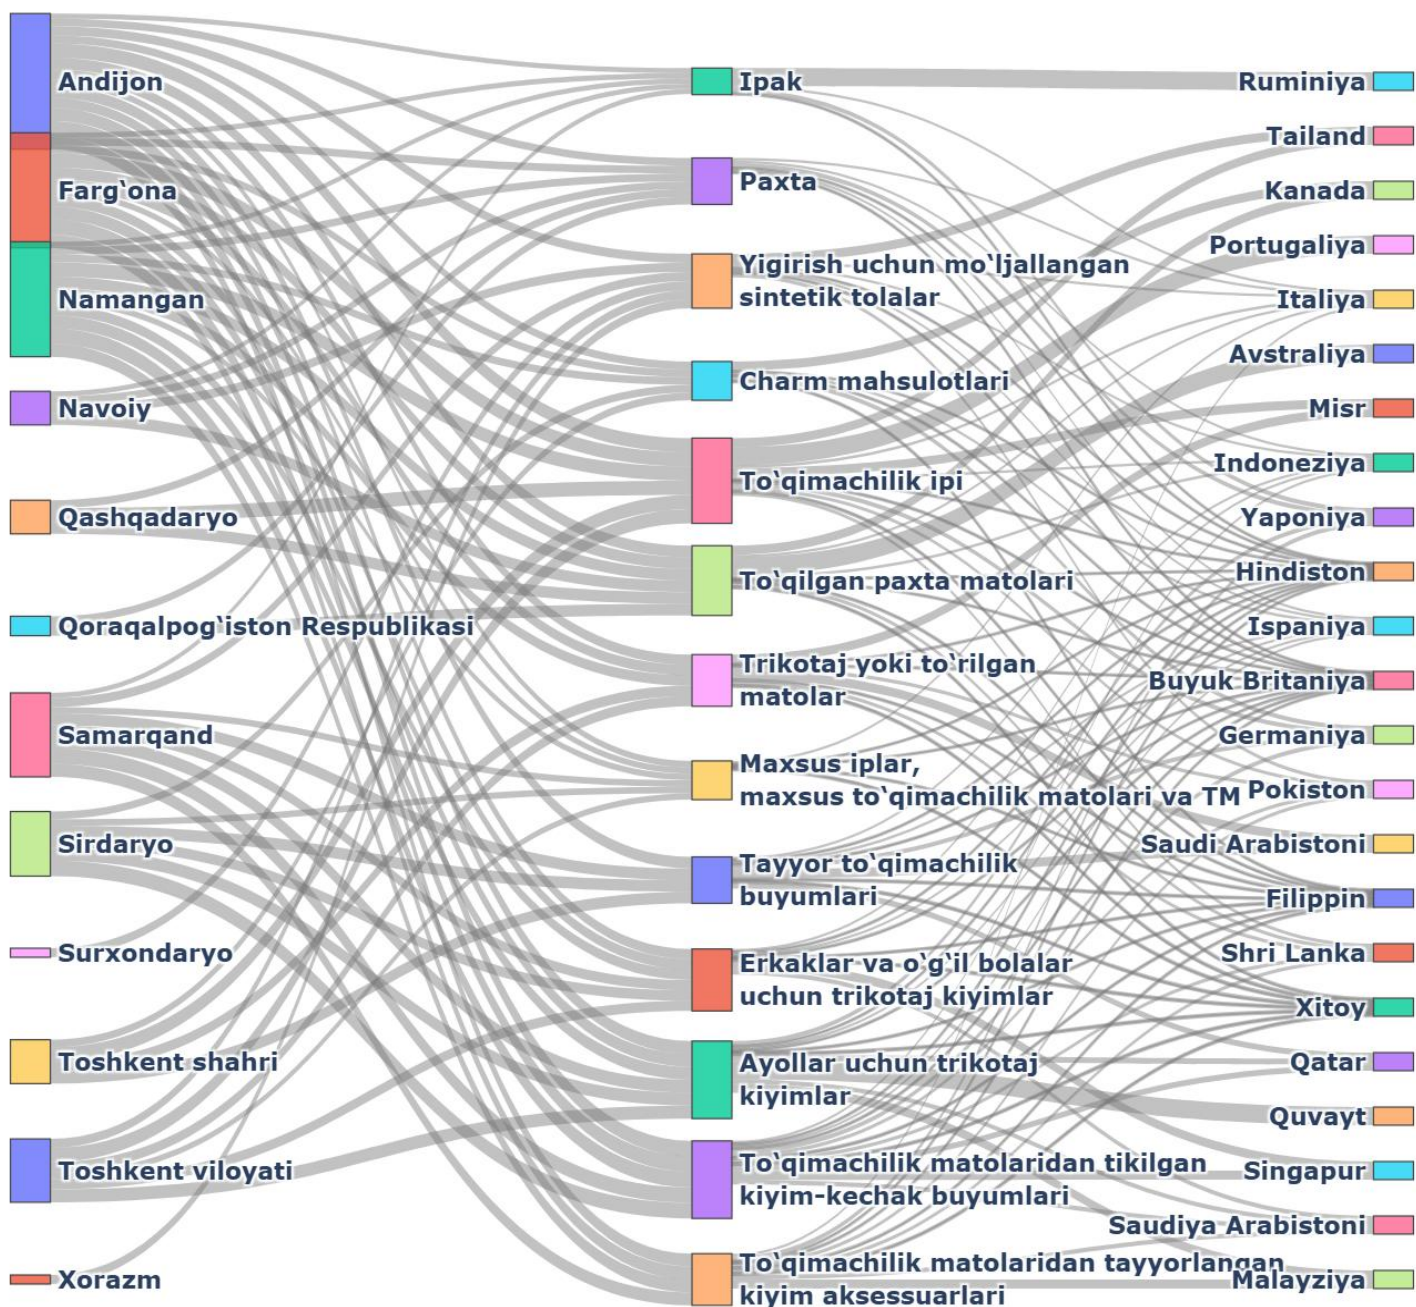 Andijon
Farg‘ona
Namangan
Navoiy
Qashqadaryo
Qoraqalpog‘iston Respublikasi
Samarqand
Sirdaryo
Surxondaryo
Toshkent shahri
Toshkent viloyati
Xorazm
Ipak
Paxta
Yigirish uchun mo‘ljallangan
sintetik tolalar
Charm mahsulotlari
To‘qimachilik ipi
To‘qilgan paxta matolari
Trikotaj yoki to‘rilgan
matolar
Maxsus iplar,
maxsus to‘qimachilik matolari va TM
Tayyor to‘qimachilik
buyumlari
Erkaklar va o‘g‘il bolalar
uchun trikotaj kiyimlar
Ayollar uchun trikotaj
kiyimlar
To‘qimachilik matolaridan tikilgan
kiyim-kechak buyumlari
To‘qimachilik matolaridan tayyorlangan
kiyim aksessuarlari
Ruminiya
Tailand
Kanada
Portugaliya
Italiya
Avstraliya
Misr
Indoneziya
Yaponiya
Hindiston
Ispaniya
Buyuk Britaniya
Germaniya
Pokiston
Saudi Arabistoni
Filippin
Shri Lanka
Xitoy
Qatar
Quvayt
Singapur
Saudiya Arabistoni
Malayziya